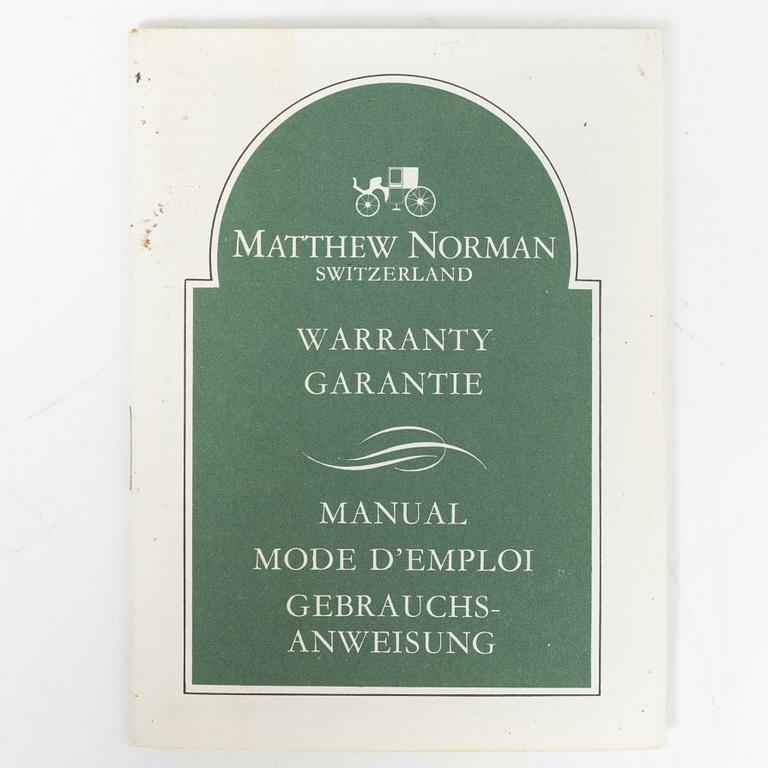 MATTHEW NORMAN
SWITZERLAND
WARRANTY
GARANTIE
MANUAL
MODE D'EMPLOI
GEBRAUCHS-
ANWEISUNG